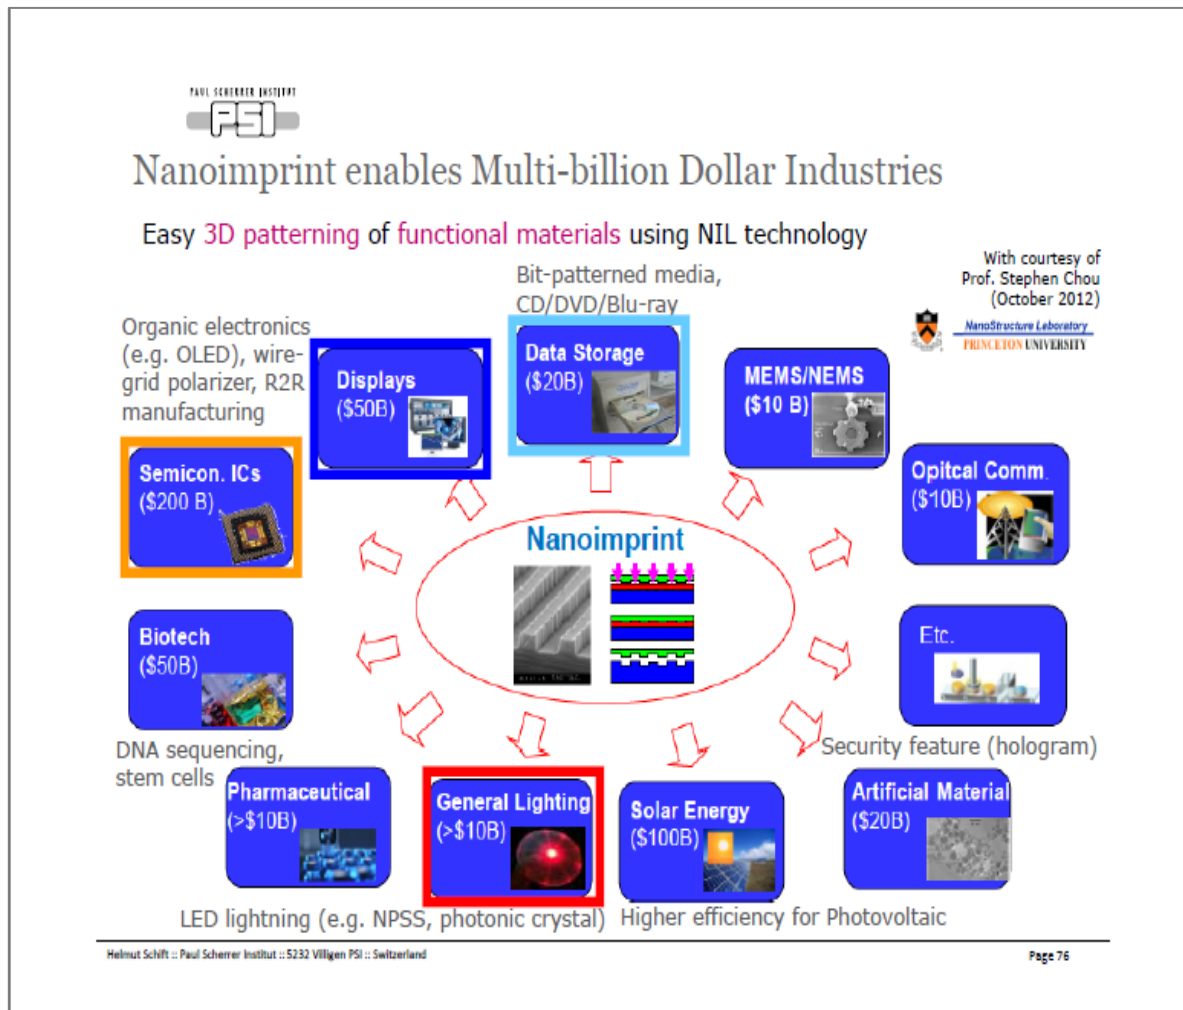 PAUL SCHERRER INSTITUT
PSI
Nanoimprint enables Multi-billion Dollar Industries
Easy 3D patterning of functional materials using NIL technology
With courtesy of
Prof. Stephen Chou
(October 2012)
NanoStructure Laboratory
PRINCETON UNIVERSITY
Bit-patterned media,
CD/DVD/Blu-ray
Organic electronics
(e.g. OLED), wire-
grid polarizer, R2R
manufacturing
Displays
($50B)
Data Storage
($20B)
MEMS/NEMS
($10 B)
Semicon. ICs
($200 B)
Opitcal Comm.
($10B)
Nanoimprint
Biotech
($50B)
Etc.
DNA sequencing,
stem cells
Security feature (hologram)
Pharmaceutical
(>$10B)
General Lighting
(>$10B)
Solar Energy
($100B)
Artificial Material
($20B)
LED lightning (e.g. NPSS, photonic crystal)
Higher efficiency for Photovoltaic
Helmut Schift :: Paul Scherrer Institut :: 5232 Villigen PSI :: Switzerland
Page 76